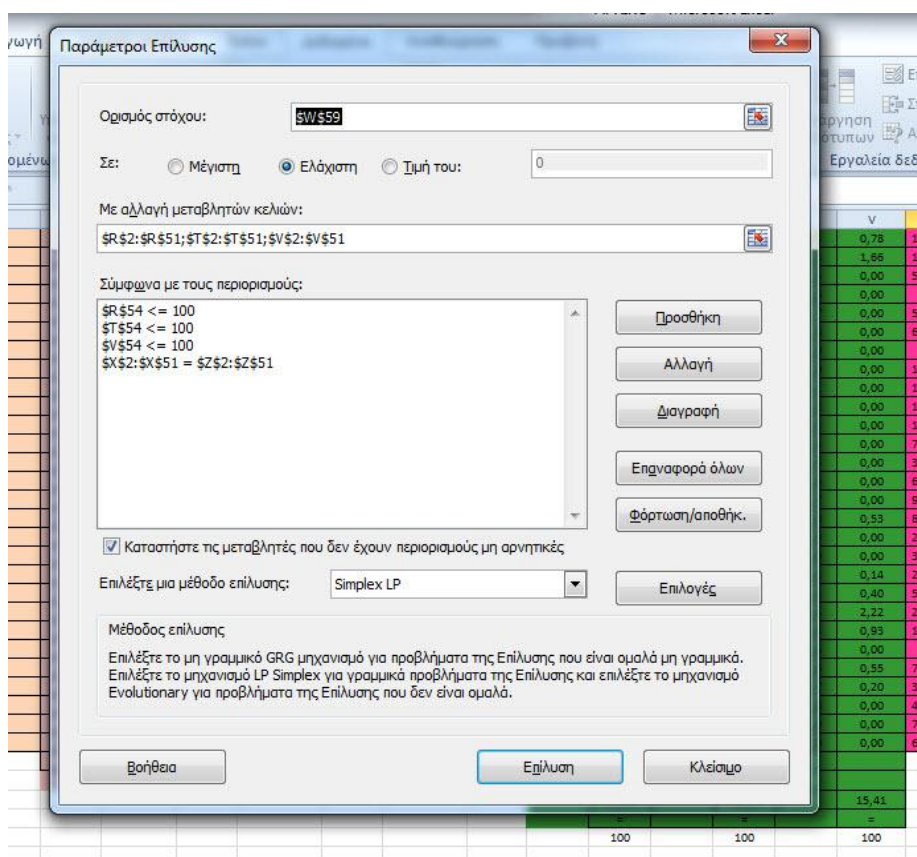 γωγή
Παράμετροι Επίλυσης
Ορισμός στόχου:
$W$59
Σε:
Μέγιστη
Ελάχιστη
Τιμή του:
0
Με αλλαγή μεταβλητών κελιών:
$R$2:$R$51;$T$2:$T$51;$V$2:$V$51
Σύμφωνα με τους περιορισμούς:
$R$54 <= 100
$T$54 <= 100
$V$54 <= 100
$X$2:$X$51 = $Z$2:$Z$51
Προσθήκη
Αλλαγή
Διαγραφή
Επαναφορά όλων
Φόρτωση/αποθήκ.
Καταστήστε τις μεταβλητές που δεν έχουν περιορισμούς μη αρνητικές
Επιλέξτε μια μέθοδο επίλυσης:
Simplex LP
Επιλογές
Μέθοδος επίλυσης
Επιλέξτε το μη γραμμικό GRG μηχανισμό για προβλήματα της Επίλυσης που είναι ομαλά μη γραμμικά.
Επιλέξτε το μηχανισμό LP Simplex για γραμμικά προβλήματα της Επίλυσης και επιλέξτε το μηχανισμό
Evolutionary για προβλήματα της Επίλυσης που δεν είναι ομαλά.
Βοήθεια
Επίλυση
Κλείσιμο
Εργαλεία δεδ
V
0,78
1,66
0,00
0,00
0,00
0,00
0,00
0,00
0,00
0,00
0,00
0,00
0,00
0,00
0,00
0,53
0,00
0,00
0,14
0,40
2,22
0,93
0,00
0,55
0,20
0,00
0,00
0,00
15,41
= = =
100 100 100